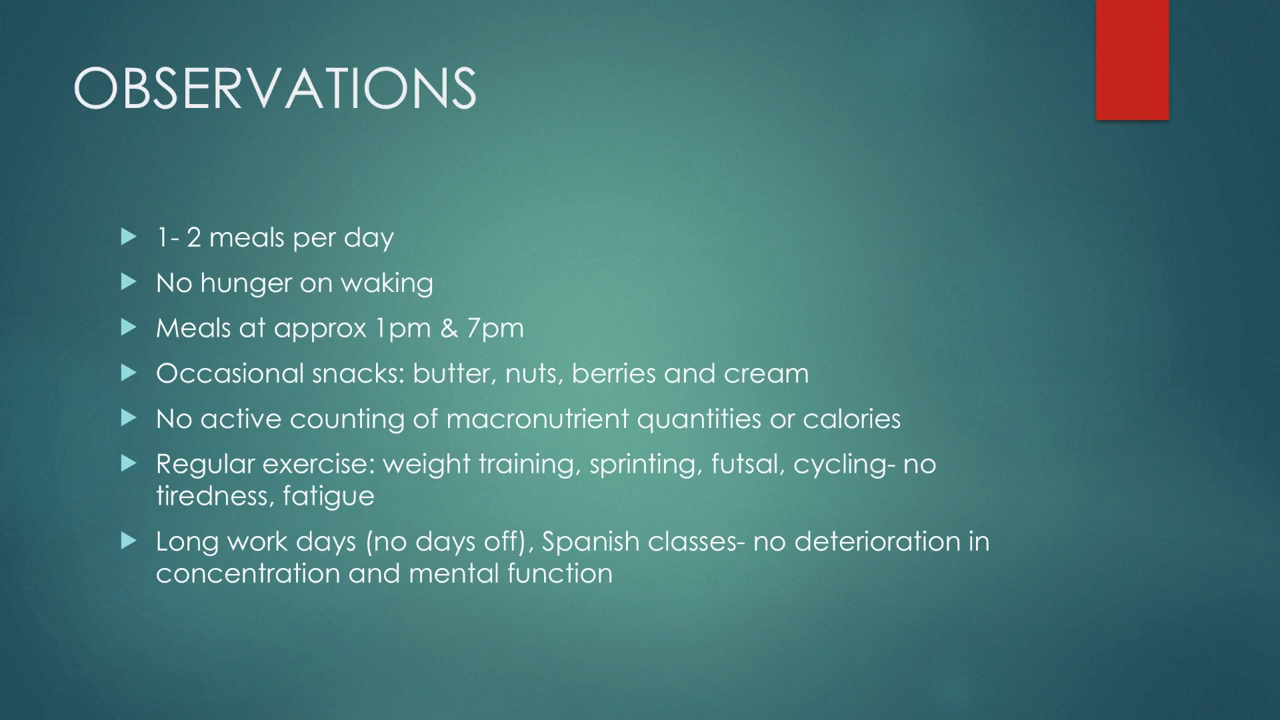 OBSERVATIONS
1- 2 meals per day
No hunger on waking
Meals at approx 1pm & 7pm
Occasional snacks: butter, nuts, berries and cream
No active counting of macronutrient quantities or calories
Regular exercise: weight training, sprinting, futsal, cycling- no
tiredness, fatigue
Long work days (no days off), Spanish classes- no deterioration in
concentration and mental function